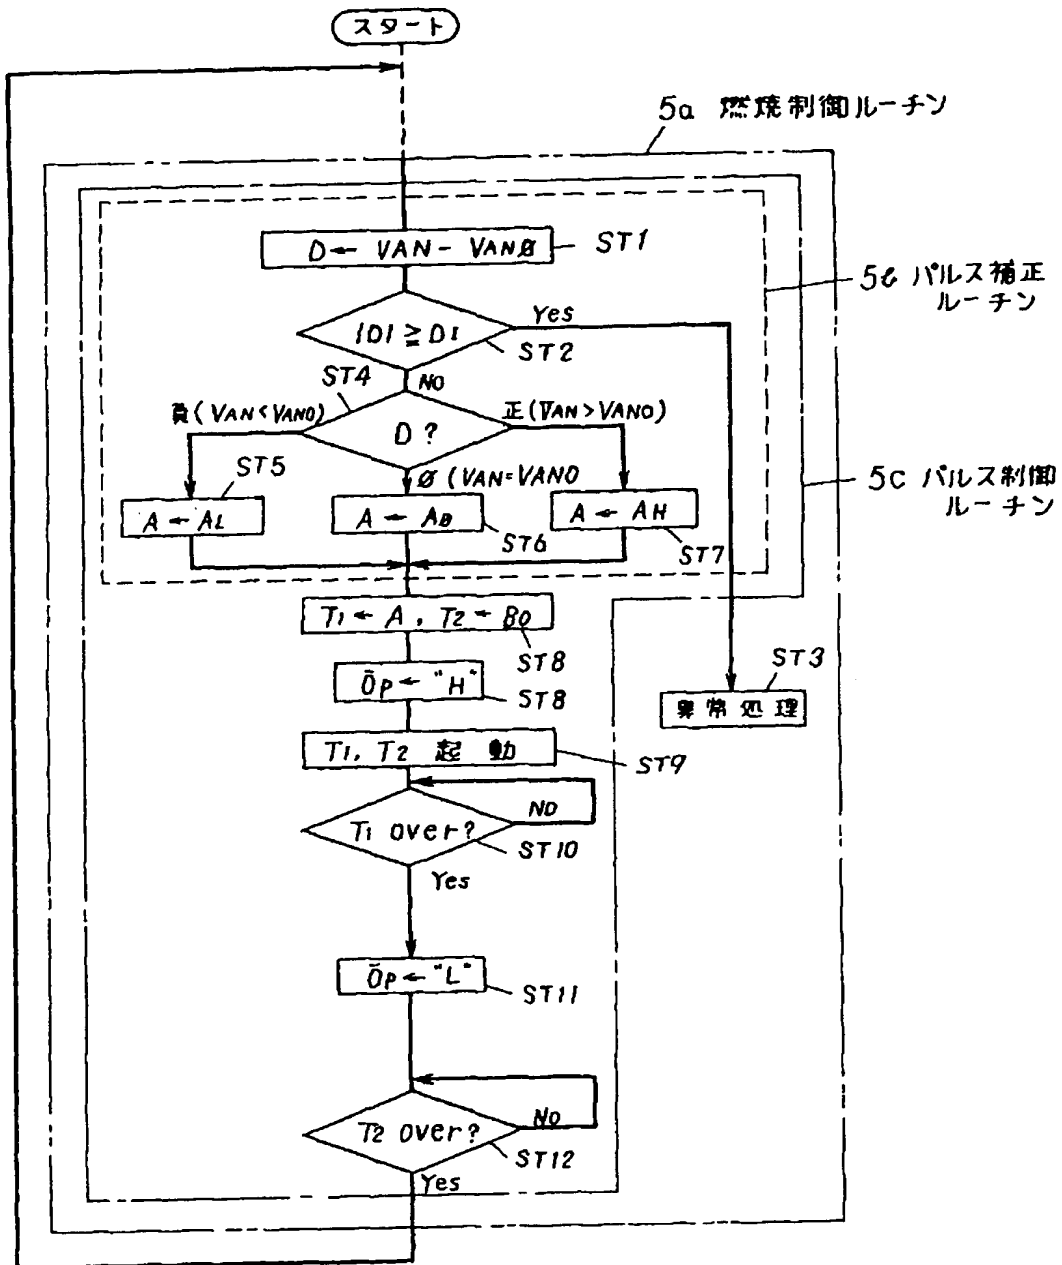 スタート
5a 燃焼制御ルーチン
D← VAN - VANØ
ST1
5b パルス補正
ルーチン
|D| ≧ D1
Yes
ST2
NO
ST4
負(VAN<VANO)
正(VAN>VANO)
D?
Ø (VAN=VANO
ST5
5C パルス制御
ルーチン
A ← AL
A ← AO
A ← AH
ST6
ST7
T1 ← A, T2 ← BO
ST8
ŌP ← "H"
ST8
ST3
異常処理
T1, T2 起動
ST9
NO
T1 over?
ST10
Yes
ŌP ← "L"
ST11
NO
T2 over?
ST12
Yes